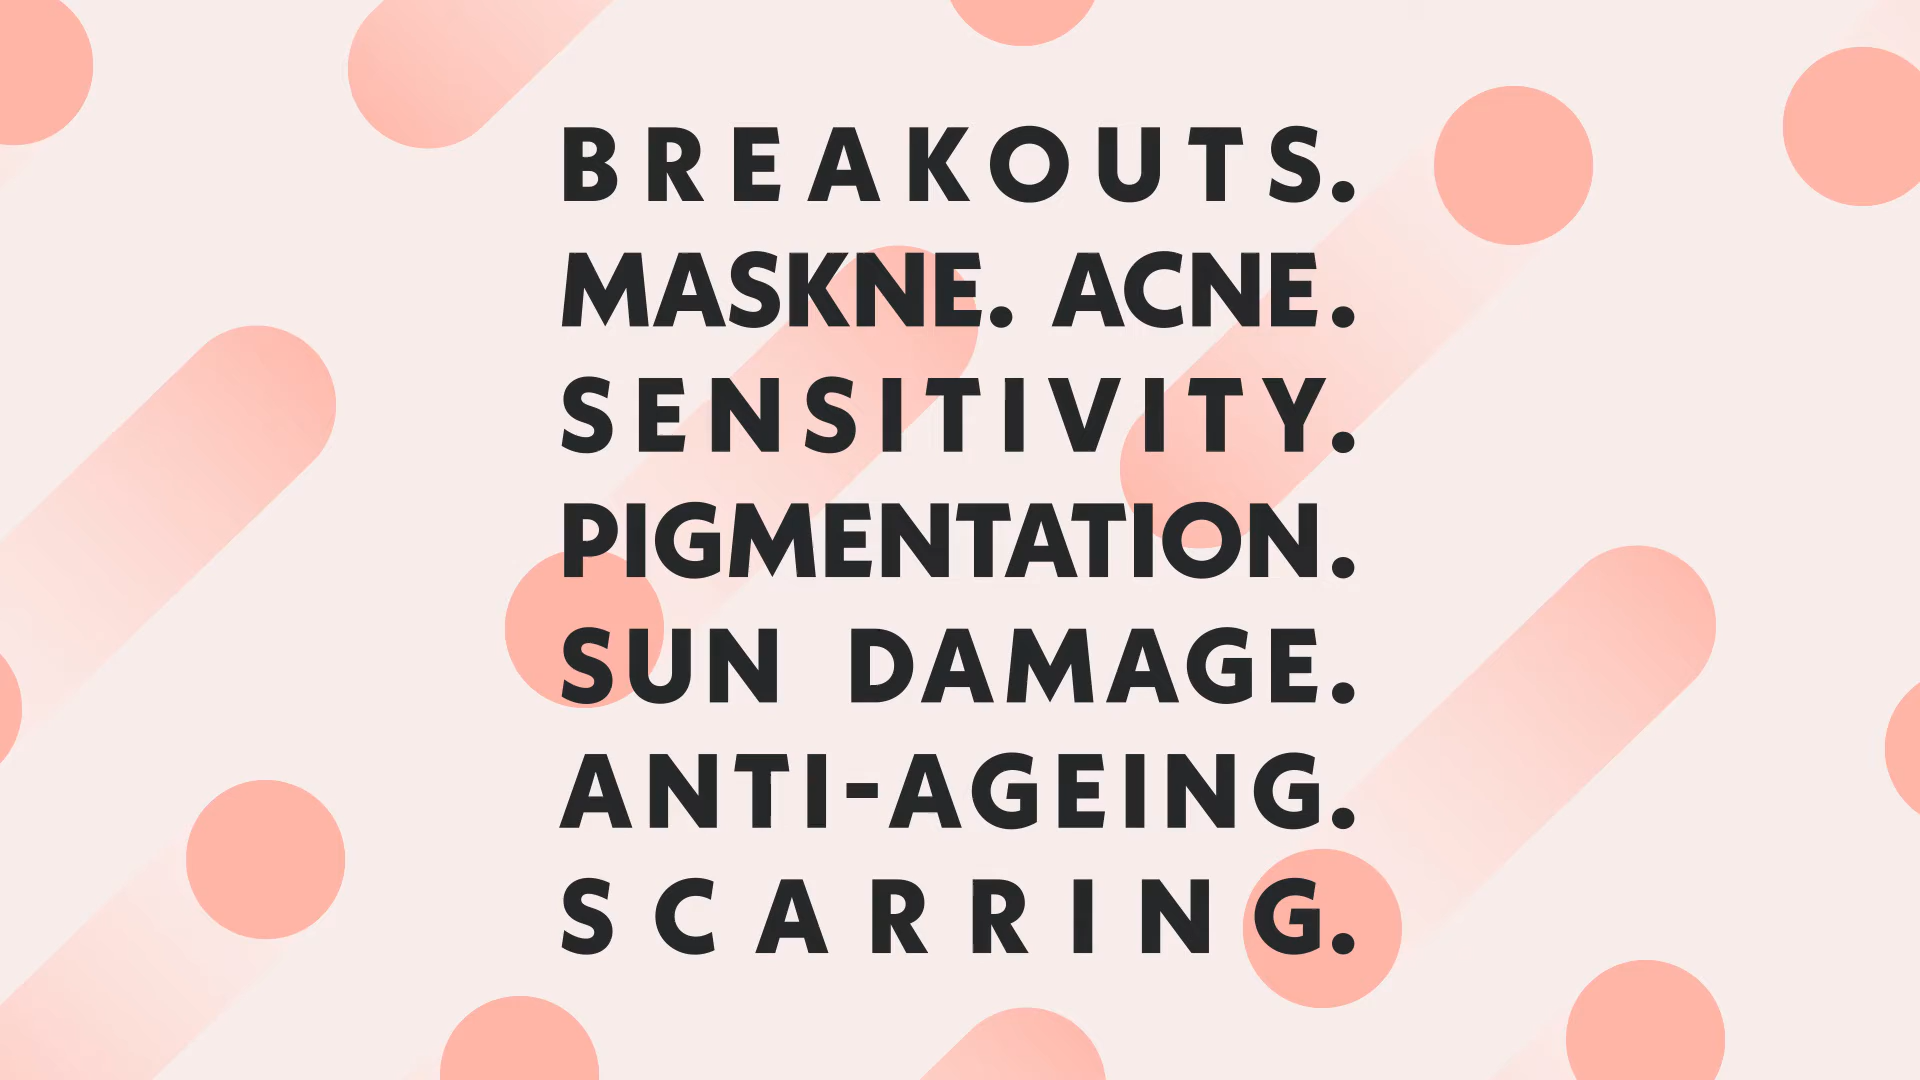 BREAKOUTS.
MASKNE. ACNE.
SENSITIVITY.
PIGMENTATION.
SUN DAMAGE.
ANTI-AGEING.
SCARRING.